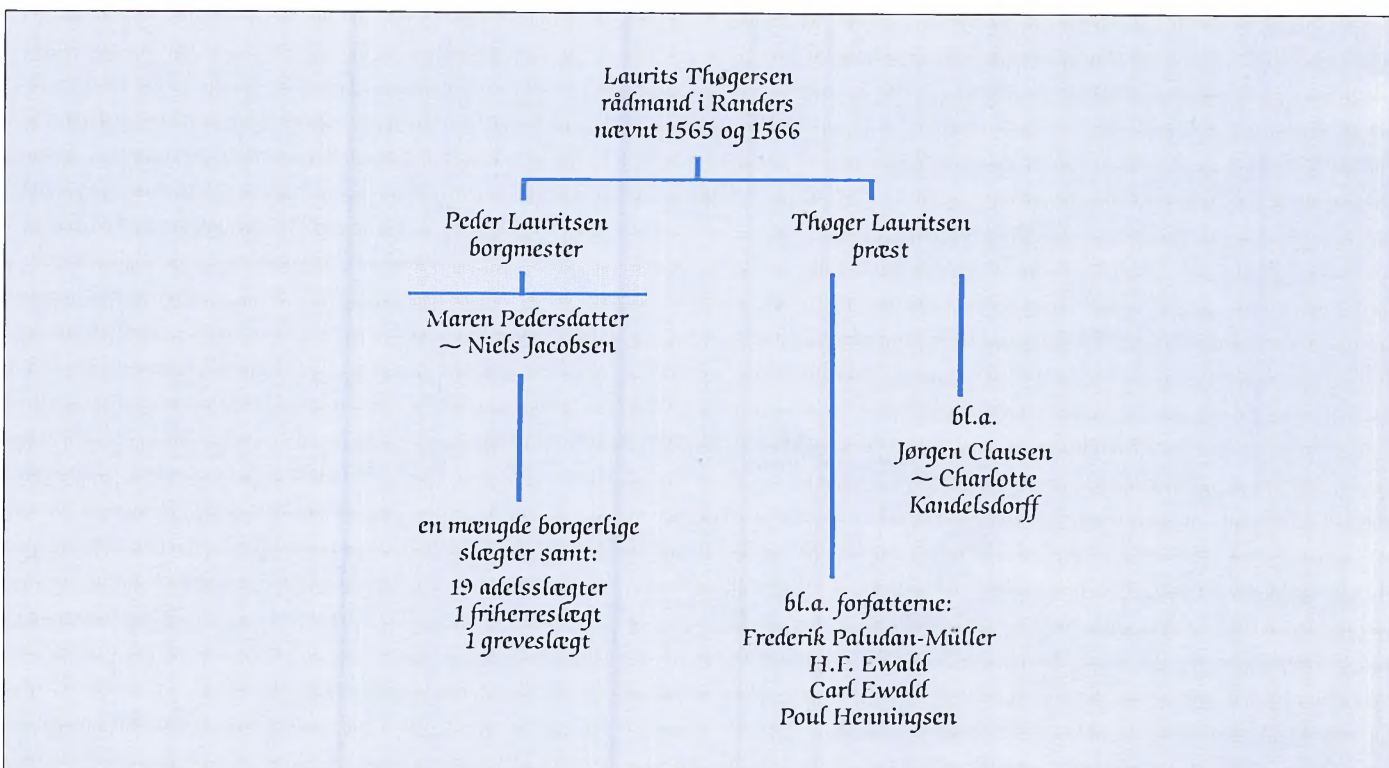 Laurits Thøgersen
rådmand i Randers
nævnt 1565 og 1566
Peder Lauritsen
borgmester
Maren Pedersdatter
~ Niels Jacobsen
en mængde borgerlige
slægter samt:
19 adelsslægter
1 friherreslægt
1 greveslægt
Thøger Lauritsen
præst
bl.a.
Jørgen Clausen
~ Charlotte
Kandelsdorff
bl.a. forfatterne:
Frederik Paludan-Müller
H.F. Ewald
Carl Ewald
Poul Henningsen